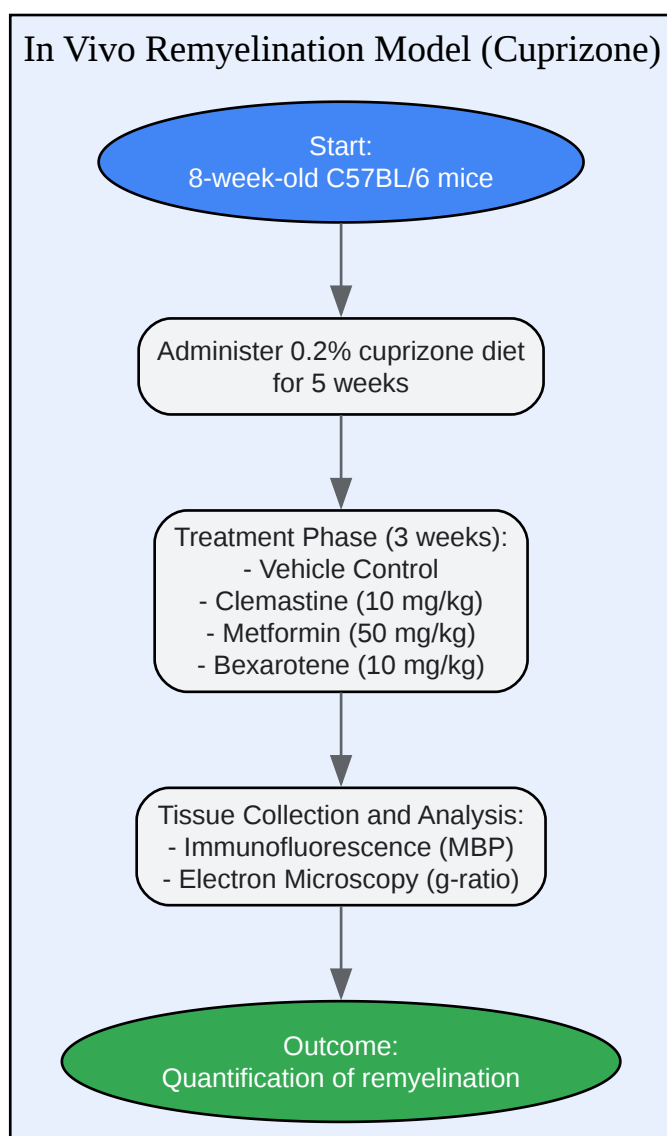 In Vivo Remyelination Model (Cuprizone)
Start:
8-week-old C57BL/6 mice
Administer 0.2% cuprizone diet
for 5 weeks
Treatment Phase (3 weeks):
- Vehicle Control
- Clemastine (10 mg/kg)
- Metformin (50 mg/kg)
- Bexarotene (10 mg/kg)
Tissue Collection and Analysis:
- Immunofluorescence (MBP)
- Electron Microscopy (g-ratio)
Outcome:
Quantification of remyelination